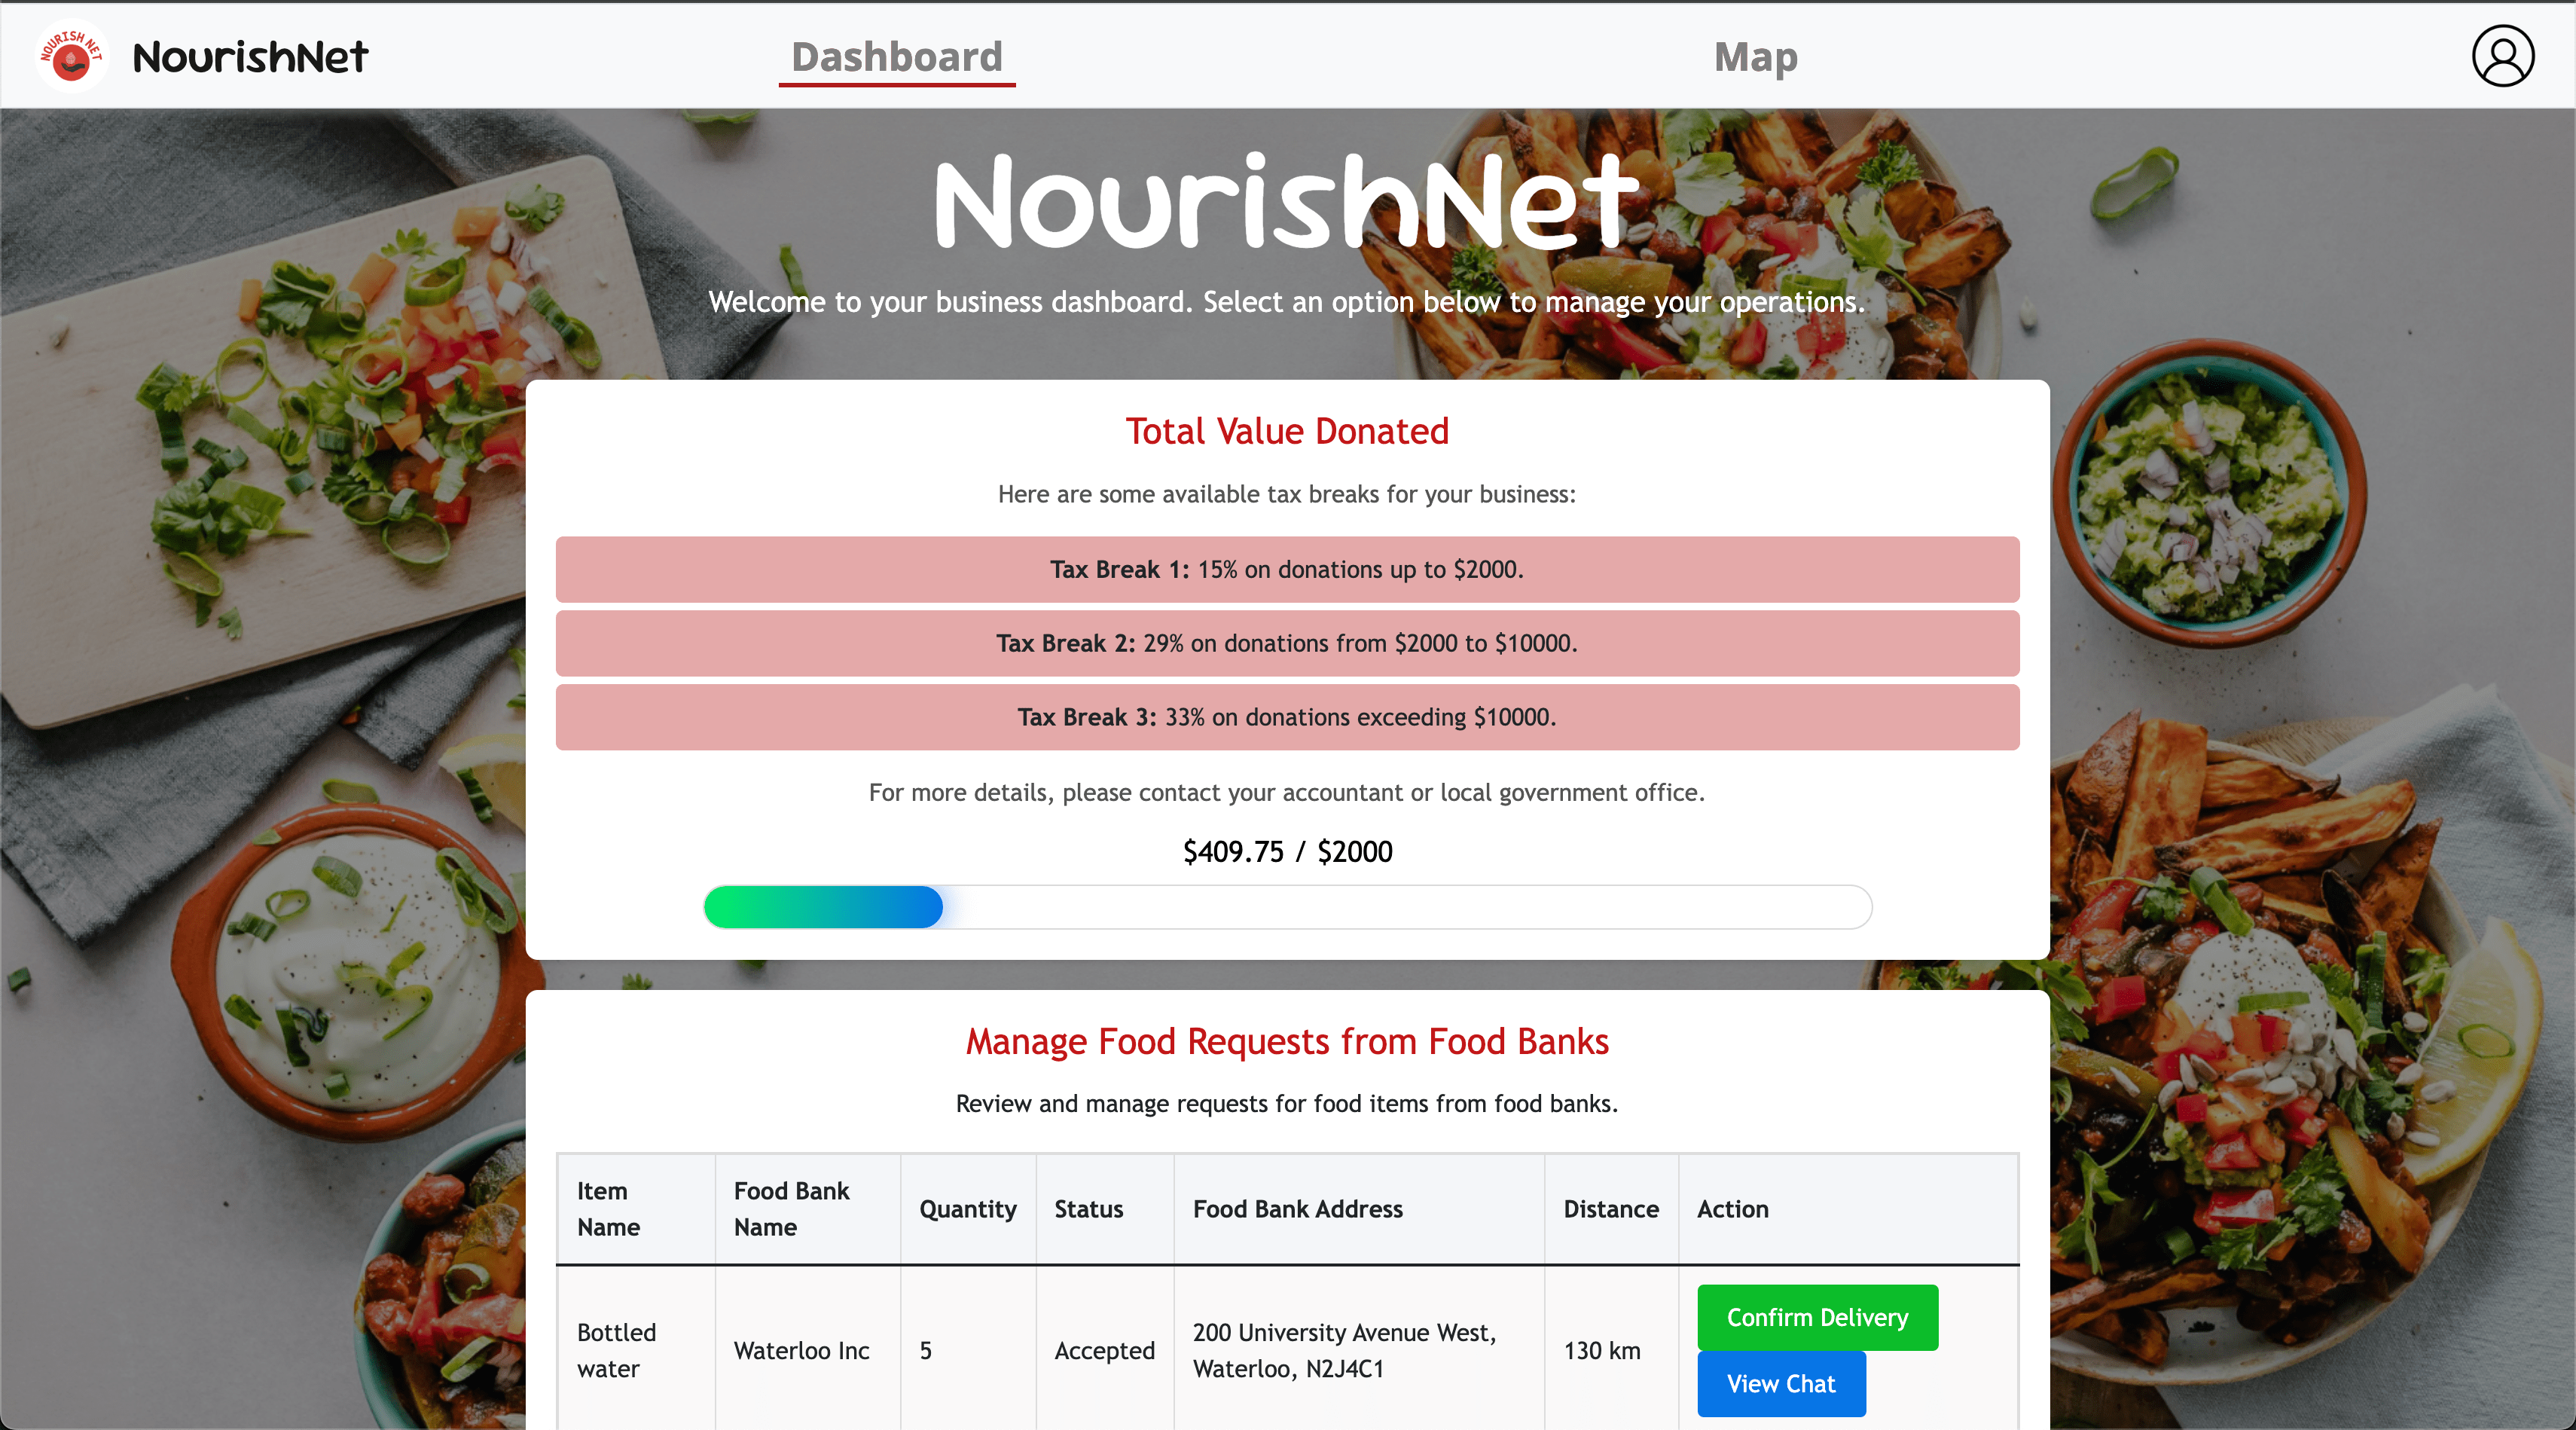 NOURISH NET
NourishNet
Dashboard
Map
NourishNet
Welcome to your business dashboard. Select an option below to manage your operations.
Total Value Donated
Here are some available tax breaks for your business:
Tax Break 1: 15% on donations up to $2000.
Tax Break 2: 29% on donations from $2000 to $10000.
Tax Break 3: 33% on donations exceeding $10000.
For more details, please contact your accountant or local government office.
$409.75 / $2000
Manage Food Requests from Food Banks
Review and manage requests for food items from food banks.
Item
Name
Food Bank
Name
Quantity
Status
Food Bank Address
Distance
Action
Bottled
water
Waterloo Inc
5
Accepted
200 University Avenue West,
Waterloo, N2J4C1
130 km
Confirm Delivery
View Chat